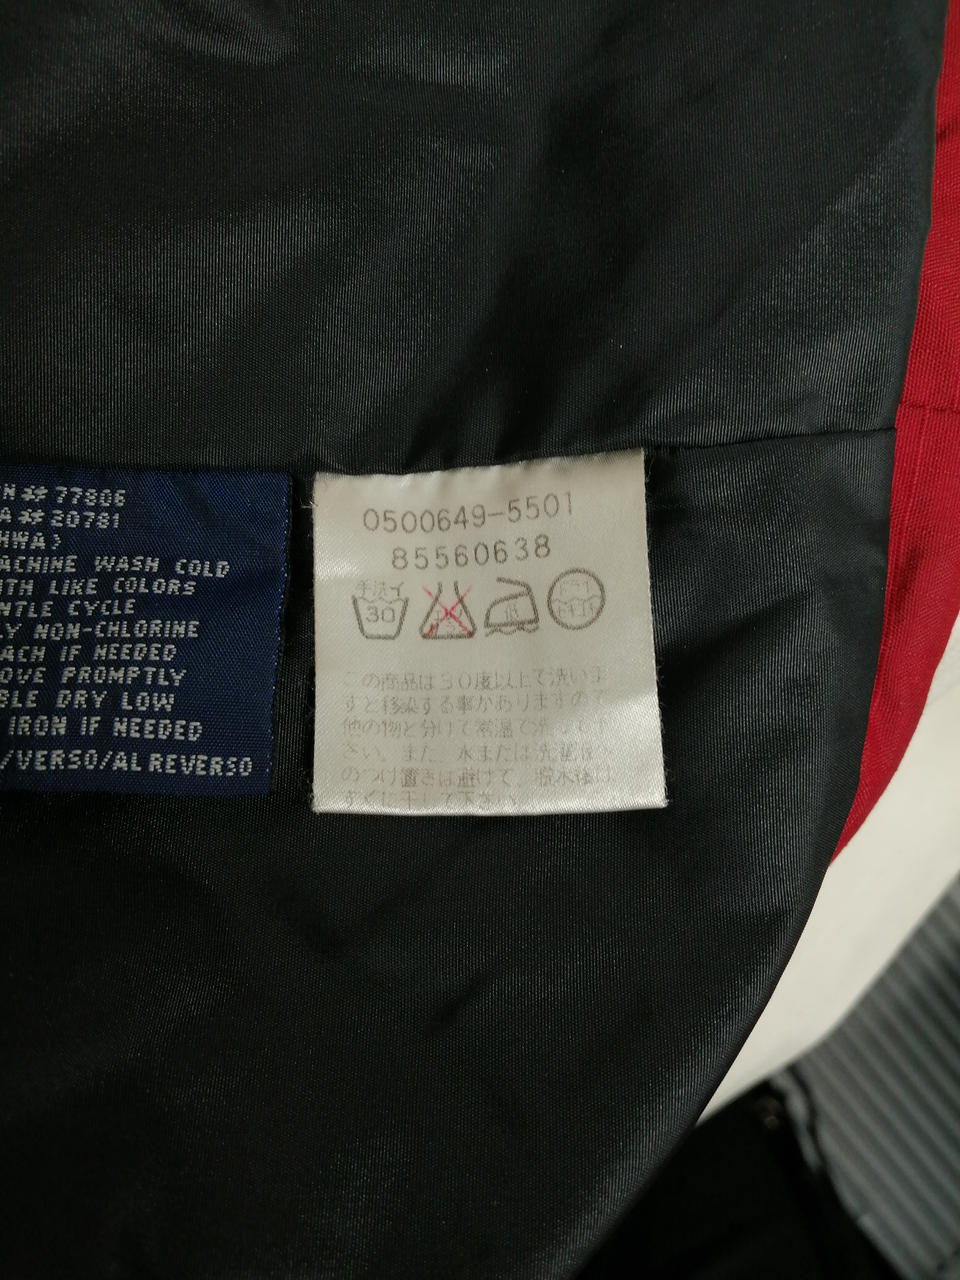 N # 77806
A # 20781
HWA)
ACHINE WASH COLD
ITH LIKE COLORS
NTLE CYCLE
LY NON-CHLORINE
ACH IF NEEDED
OVE PROMPTLY
BLE DRY LOW
IRON IF NEEDED
/VERSO/AL REVERSO
0500649-5501
85560638
手洗イ
30
低
ドライ
この商品は30度以上で洗いま
すと移染する事がありますので
他の物と分けて常温で洗って下
さい。また、水または洗濯液へ
のつけ置きは避けて、脱水後は
すぐに干して下さい